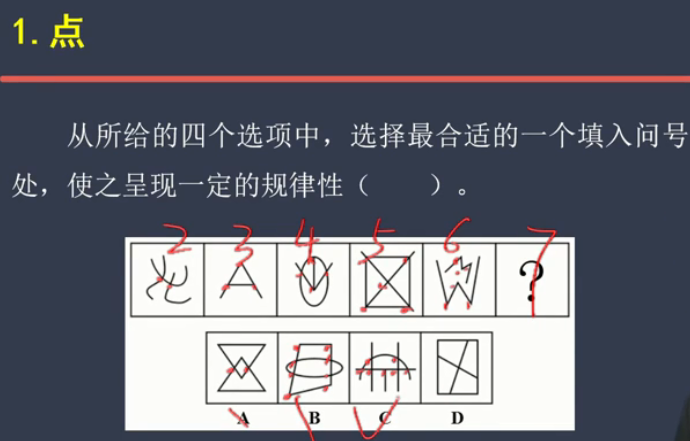 1.点
从所给的四个选项中，选择最合适的一个填入问号
处，使之呈现一定的规律性（　　）。
2 3 4 5 6 7
?
A B C D